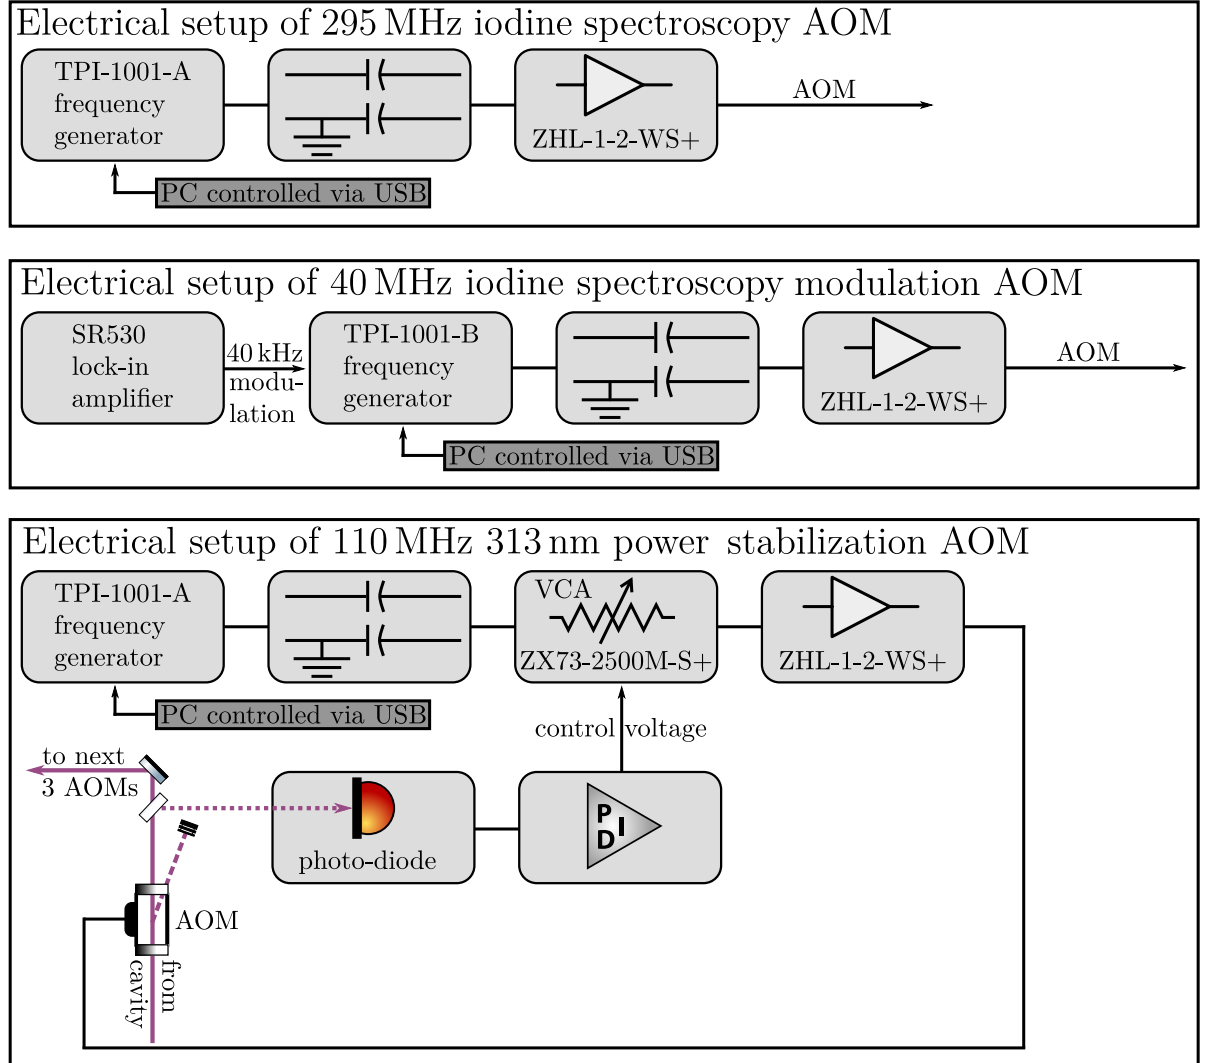 Electrical setup of 295 MHz iodine spectroscopy AOM
TPI-1001-A
frequency
generator
ZHL-1-2-WS+
AOM
PC controlled via USB
Electrical setup of 40 MHz iodine spectroscopy modulation AOM
SR530
lock-in
amplifier
40 kHz
modu-
lation
TPI-1001-B
frequency
generator
ZHL-1-2-WS+
AOM
PC controlled via USB
Electrical setup of 110 MHz 313 nm power stabilization AOM
TPI-1001-A
frequency
generator
VCA
ZX73-2500M-S+
ZHL-1-2-WS+
PC controlled via USB
control voltage
to next
3 AOMs
photo-diode
P
I
D
AOM
from
cavity